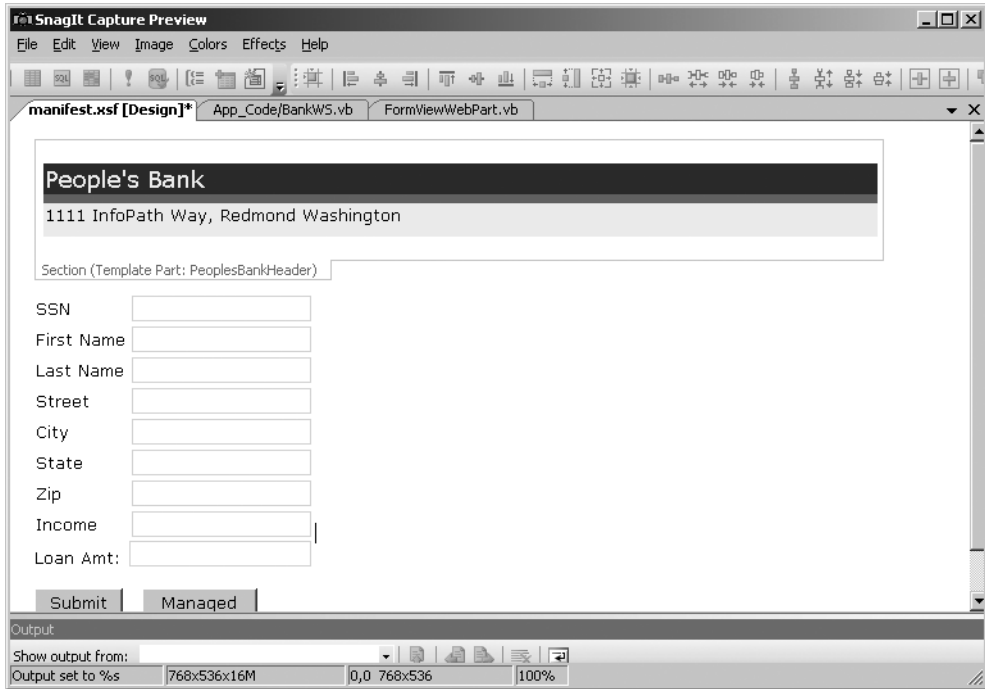 SnagIt Capture Preview
File Edit View Image Colors Effects Help
manifest.xsf [Design]* App_Code/BankWS.vb FormViewWebPart.vb
People's Bank
1111 InfoPath Way, Redmond Washington
Section (Template Part: PeoplesBankHeader)
SSN
First Name
Last Name
Street
City
State
Zip
Income
Loan Amt:
Submit Managed
Output
Show output from:
Output set to %s 768x536x16M 0,0 768x536 100%